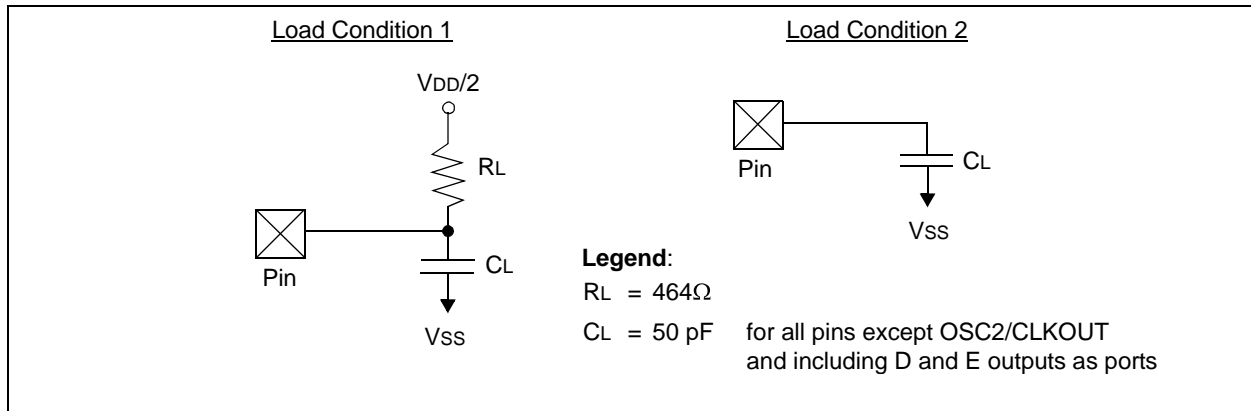 Load Condition 1
VDD/2
RL
Pin
CL
VSS
Load Condition 2
Pin
CL
VSS
Legend:
RL = 464Ω
CL = 50 pF for all pins except OSC2/CLKOUT
and including D and E outputs as ports